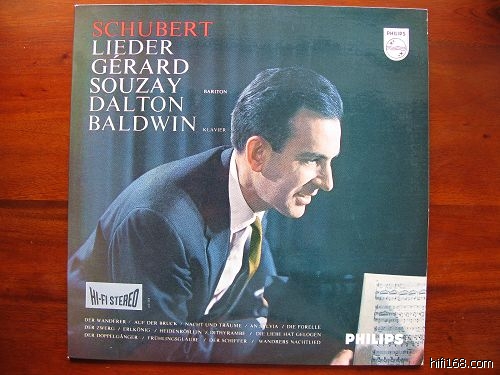 SCHUBERT
LIEDER
GÉRARD
SOUZAY BARITON
DALTON
BALDWIN KLAVIER
PHILIPS
HI-FI STEREO
DER WANDERER / AUF DER BRUCK / NACHT UND TRÄUME / AN SILVIA / DIE FORELLE
DER ZWERG / ERLKÖNIG / HEIDENRÖSLEIN / DITHYRAMBE / DIE LIEBE HAT GELOGEN
DER DOPPELGÄNGER / FRÜHLINGSGLAUBE / DER SCHIFFER / WANDRERS NACHTLIED
PHILIPS
hifi168.com